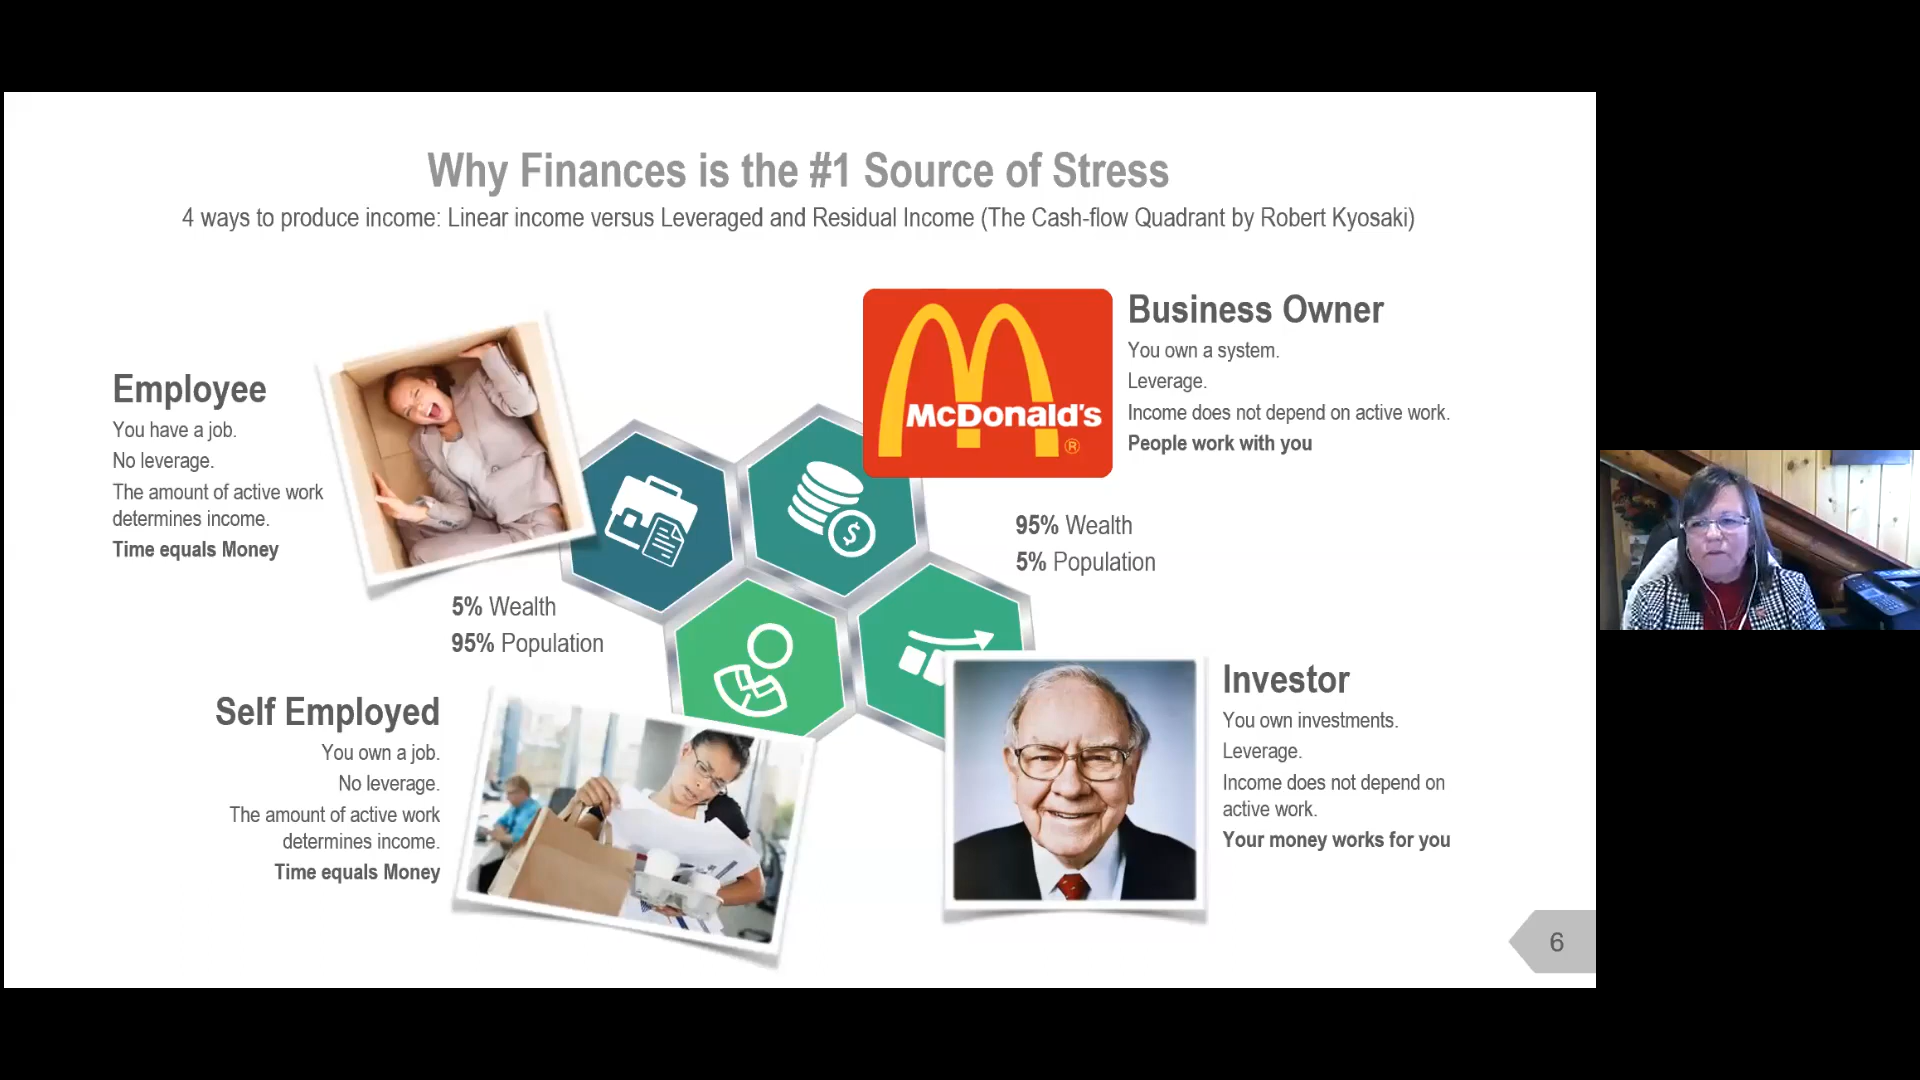 Why Finances is the #1 Source of Stress
4 ways to produce income: Linear income versus Leveraged and Residual Income (The Cash-flow Quadrant by Robert Kyosaki)
Employee
You have a job.
No leverage.
The amount of active work
determines income.
Time equals Money
5% Wealth
95% Population
Self Employed
You own a job.
No leverage.
The amount of active work
determines income.
Time equals Money
McDonald's
®
Business Owner
You own a system.
Leverage.
Income does not depend on active work.
People work with you
95% Wealth
5% Population
$
Investor
You own investments.
Leverage.
Income does not depend on
active work.
Your money works for you
6